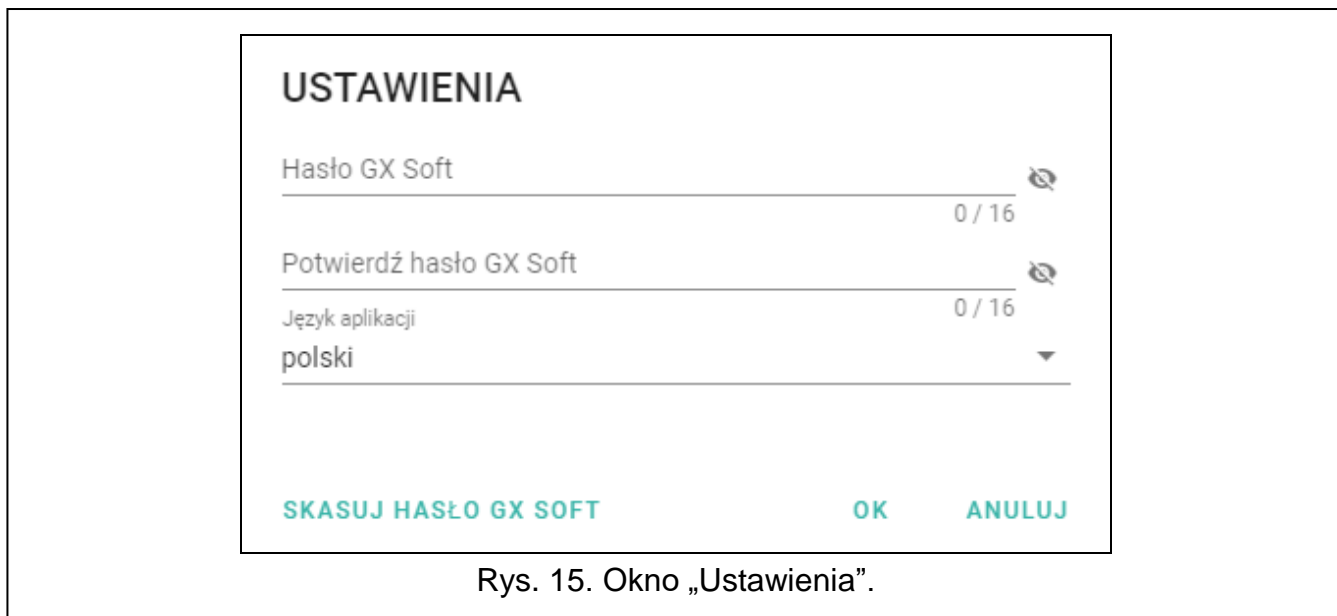 USTAWIENIA
Hasło GX Soft
0 / 16
Potwierdź hasło GX Soft
0 / 16
Język aplikacji
polski
SKASUJ HASŁO GX SOFT OK ANULUJ
Rys. 15. Okno „Ustawienia”.